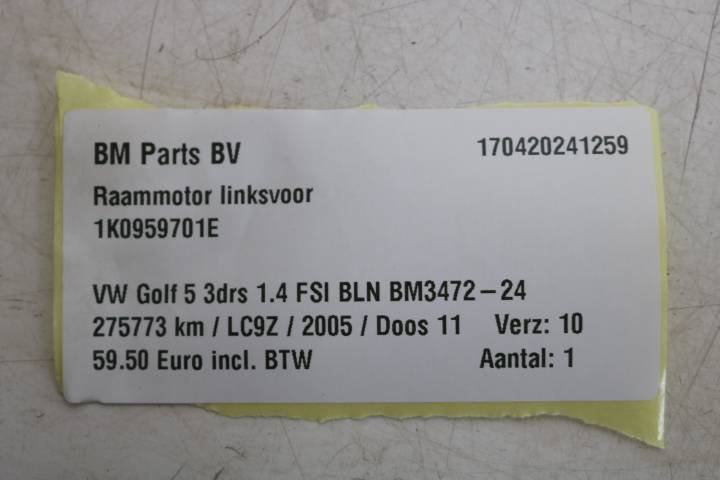 BM Parts BV 170420241259
Raammotor linksvoor
1K0959701E
VW Golf 5 3drs 1.4 FSI BLN BM3472-24
275773 km / LC9Z / 2005 / Doos 11 Verz: 10
59.50 Euro incl. BTW Aantal: 1